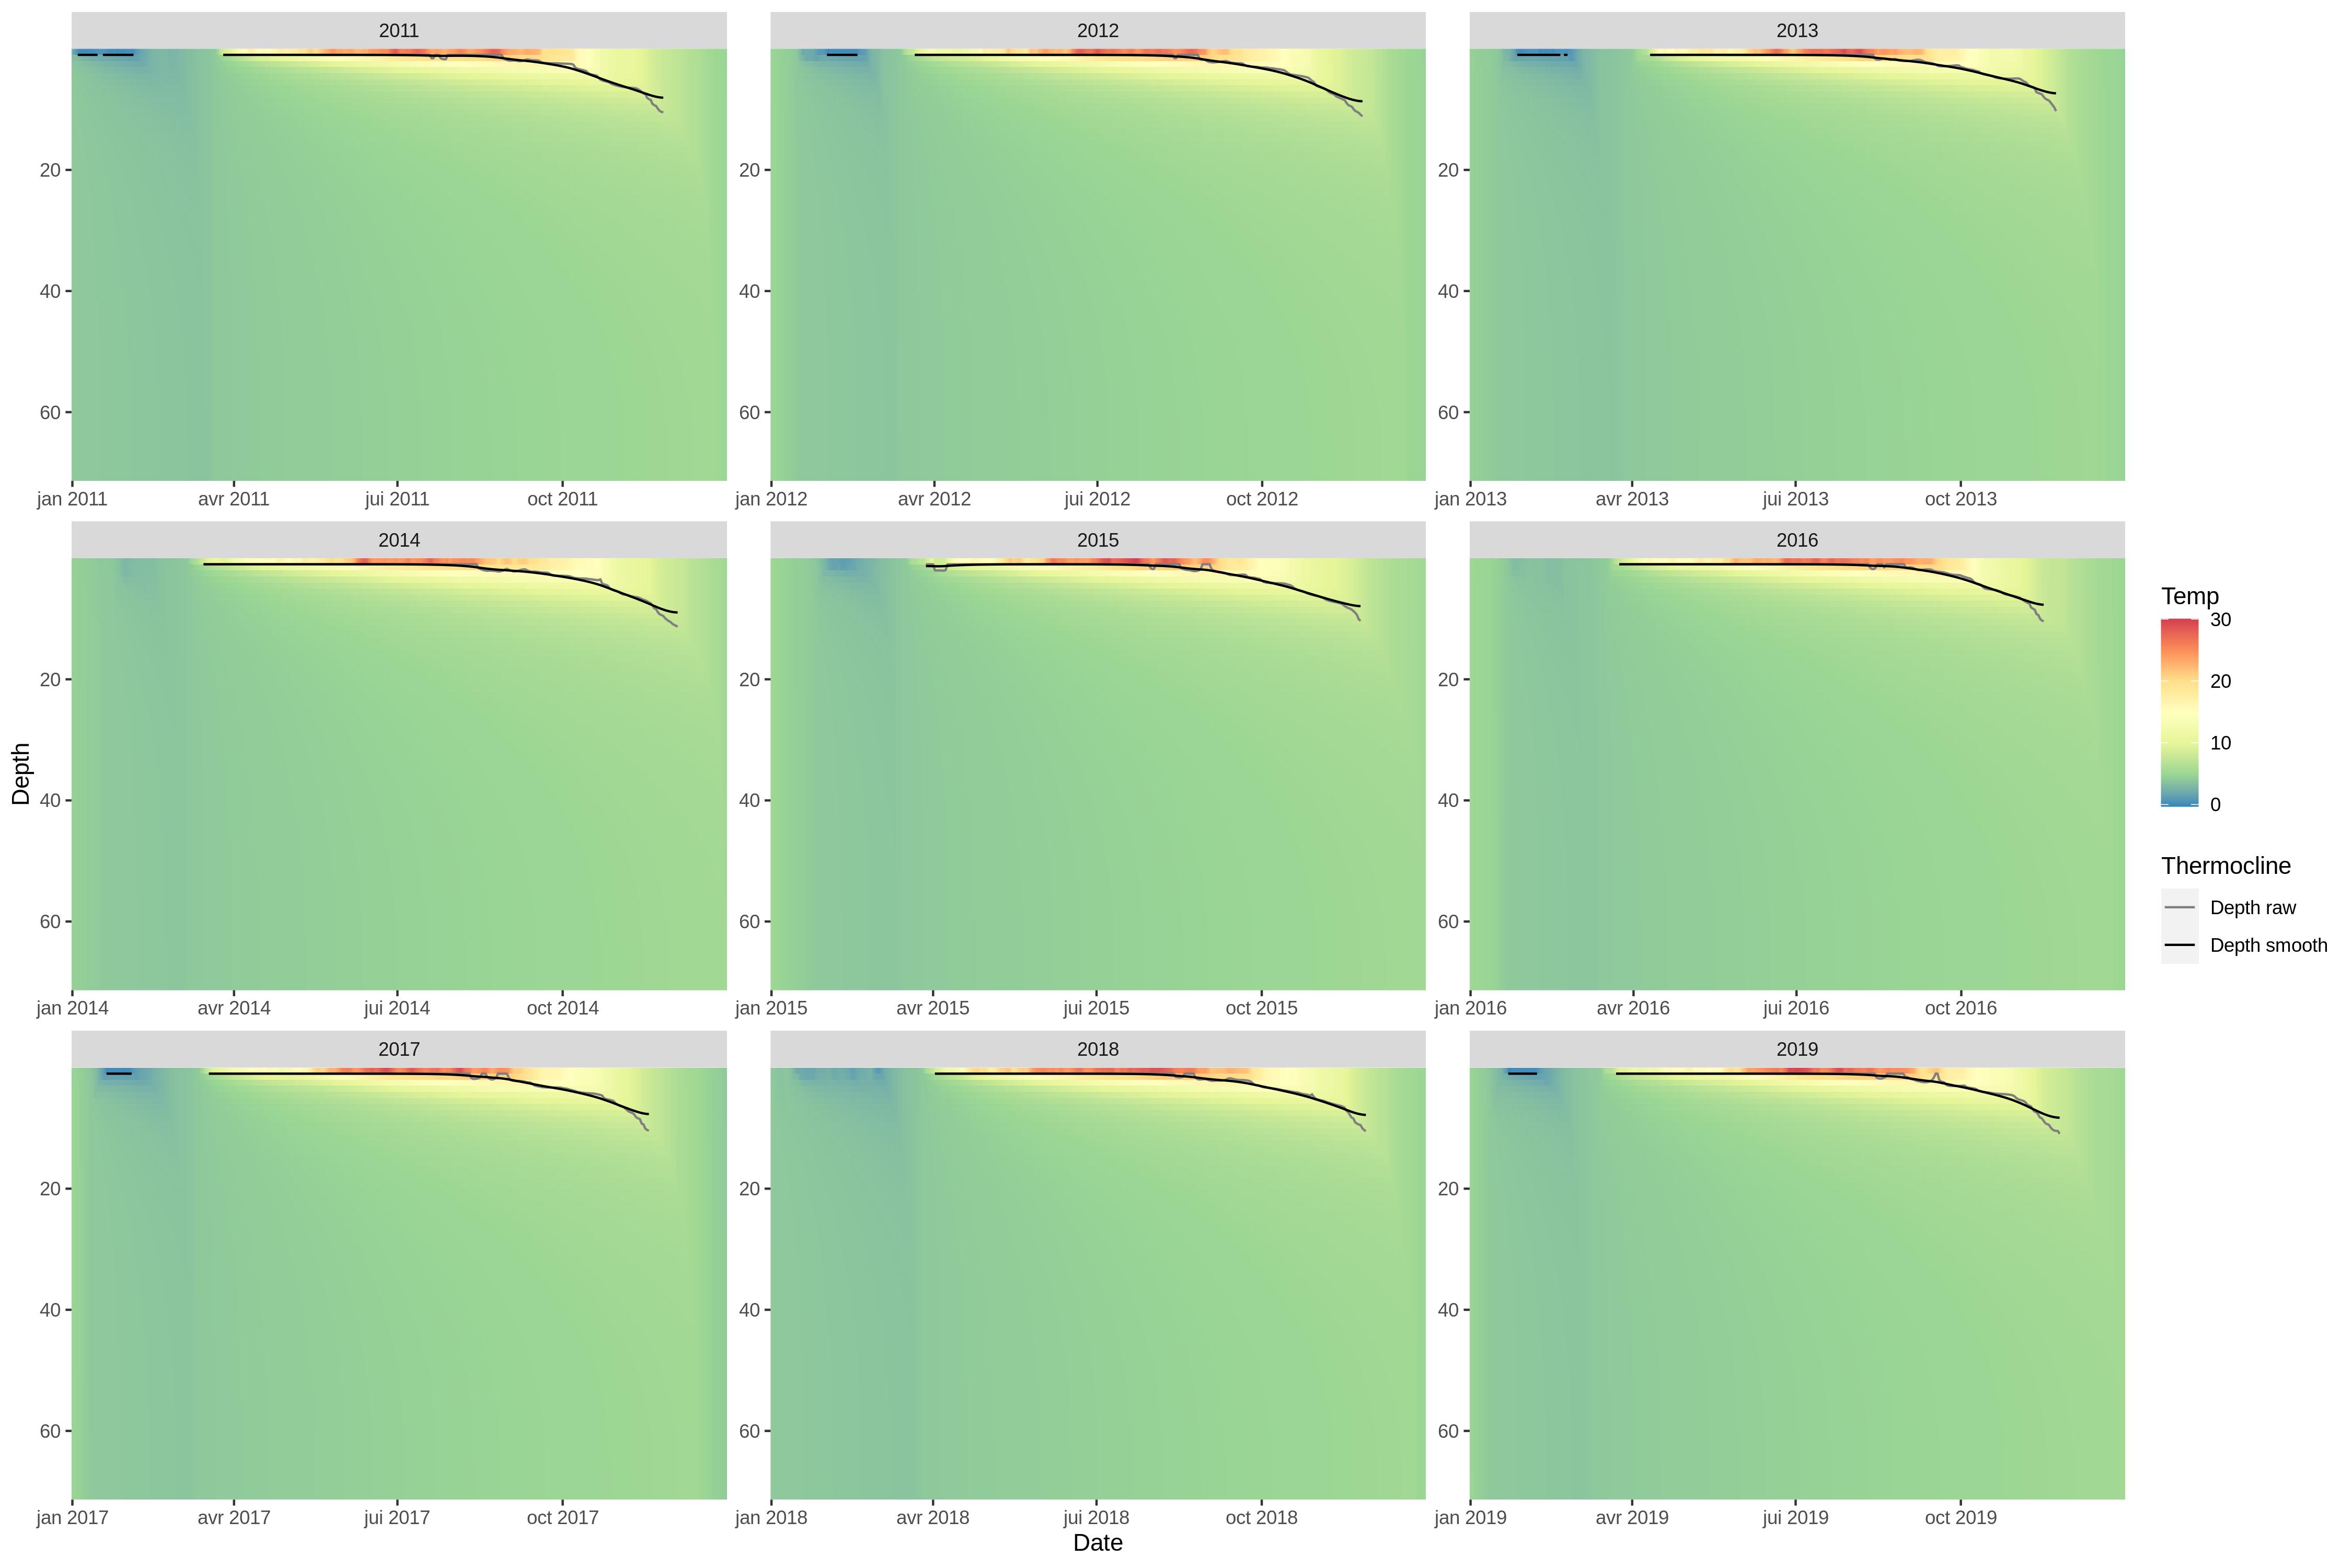 2011
2012
2013
20
40
60
20
40
60
20
40
60
jan 2011
avr 2011
jui 2011
oct 2011
jan 2012
avr 2012
jui 2012
oct 2012
jan 2013
avr 2013
jui 2013
oct 2013
2014
2015
2016
20
40
60
20
40
60
20
40
60
jan 2014
avr 2014
jui 2014
oct 2014
jan 2015
avr 2015
jui 2015
oct 2015
jan 2016
avr 2016
jui 2016
oct 2016
2017
2018
2019
20
40
60
20
40
60
20
40
60
jan 2017
avr 2017
jui 2017
oct 2017
jan 2018
avr 2018
jui 2018
oct 2018
jan 2019
avr 2019
jui 2019
oct 2019
Depth
Date
Temp
30
20
10
0
Thermocline
Depth raw
Depth smooth